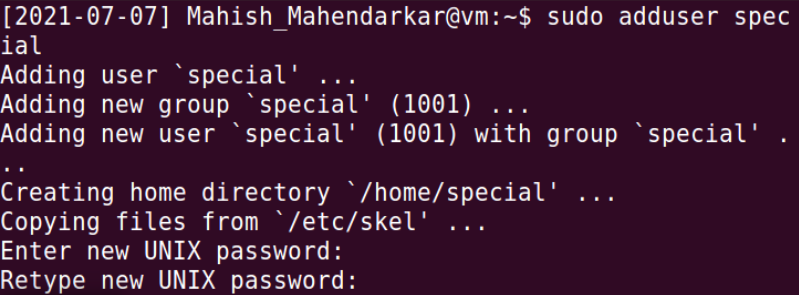 [2021-07-07] Mahish_Mahendarkar@vm:~$ sudo adduser spec
ial
Adding user `special' ...
Adding new group `special' (1001) ...
Adding new user `special' (1001) with group `special' .
..
Creating home directory `/home/special' ...
Copying files from `/etc/skel' ...
Enter new UNIX password:
Retype new UNIX password: